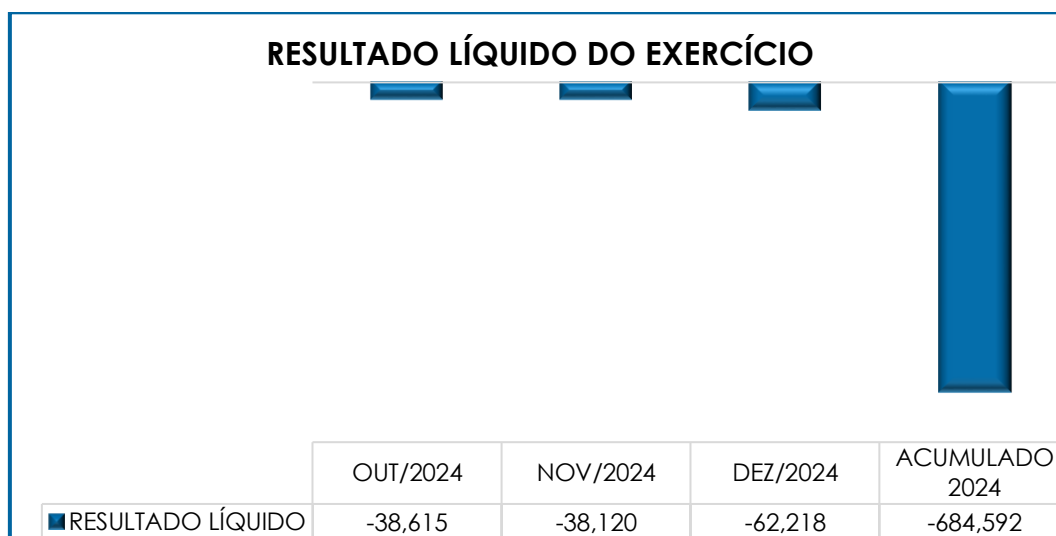 RESULTADO LÍQUIDO DO EXERCÍCIO
OUT/2024 NOV/2024 DEZ/2024 ACUMULADO
2024
RESULTADO LÍQUIDO -38,615 -38,120 -62,218 -684,592